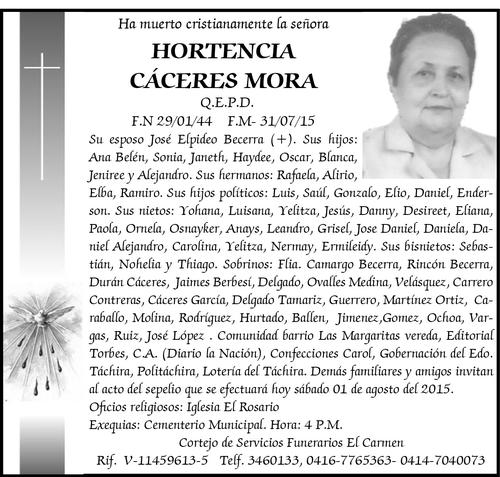 Ha muerto cristianamente la señora
HORTENCIA
CÁCERES MORA
Q.E.P.D.
F.N 29/01/44 F.M- 31/07/15
Su esposo José Elpideo Becerra (+). Sus hijos:
Ana Belén, Sonia, Janeth, Haydee, Oscar, Blanca,
Jeniree y Alejandro. Sus hermanos: Rafaela, Alirio,
Elba, Ramiro. Sus hijos políticos: Luis, Saúl, Gonzalo, Elio, Daniel, Ender-
son. Sus nietos: Yohana, Luisana, Yelitza, Jesús, Danny, Desireet, Eliana,
Paola, Ornela, Osnayker, Anays, Leandro, Grisel, Jose Daniel, Daniela, Da-
niel Alejandro, Carolina, Yelitza, Nermay, Ermileidy. Sus bisnietos: Sebas-
tián, Nohelia y Thiago. Sobrinos: Flia. Camargo Becerra, Rincón Becerra,
Durán Cáceres, Jaimes Berbesí, Delgado, Ovalles Medina, Velásquez, Carrero
Contreras, Cáceres García, Delgado Tamariz, Guerrero, Martínez Ortiz, Ca-
raballo, Molina, Rodríguez, Hurtado, Ballen, Jimenez,Gomez, Ochoa, Var-
gas, Ruiz, José López . Comunidad barrio Las Margaritas vereda, Editorial
Torbes, C.A. (Diario la Nación), Confecciones Carol, Gobernación del Edo.
Táchira, Politáchira, Lotería del Táchira. Demás familiares y amigos invitan
al acto del sepelio que se efectuará hoy sábado 01 de agosto del 2015.
Oficios religiosos: Iglesia El Rosario
Exequias: Cementerio Municipal. Hora: 4 P.M.
Cortejo de Servicios Funerarios El Carmen
Rif. V-11459613-5 Telf. 3460133, 0416-7765363- 0414-7040073